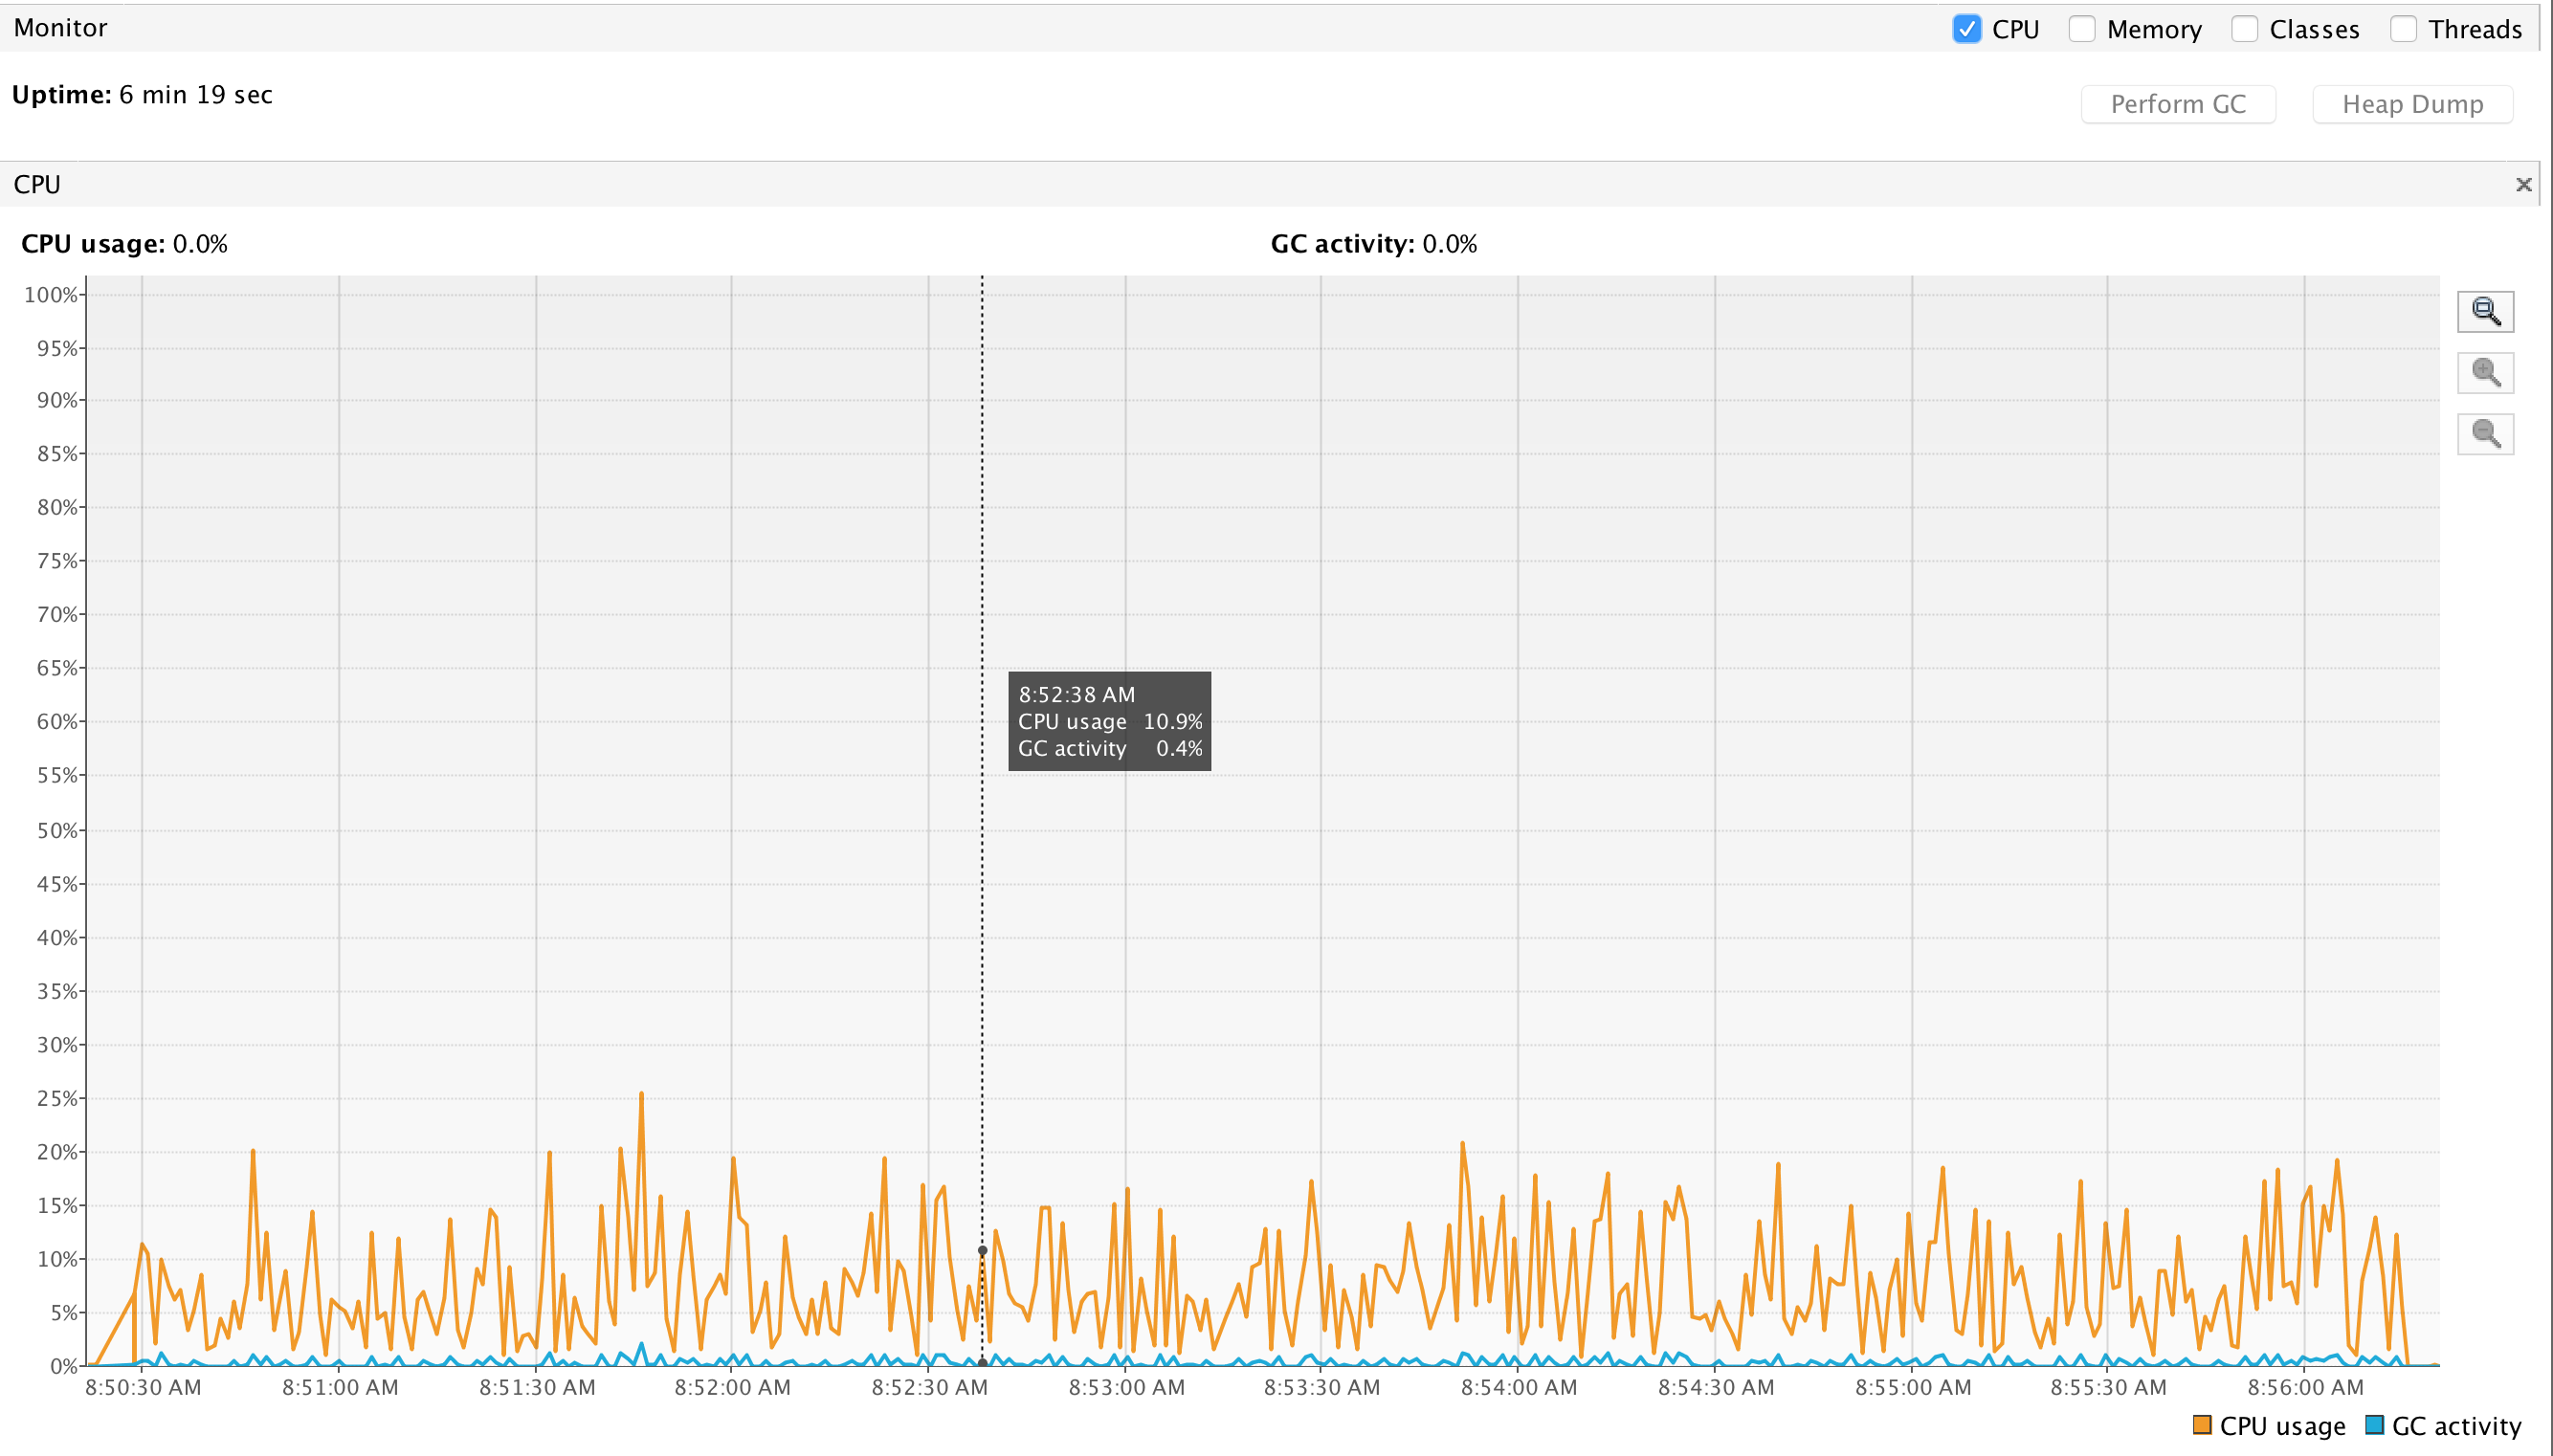 Monitor
CPU Memory Classes Threads
Uptime: 6 min 19 sec
Perform GC Heap Dump
CPU
CPU usage: 0.0% GC activity: 0.0%
100%
95%
90%
85%
80%
75%
70%
65%
8:52:38 AM
60%
CPU usage 10.9%
GC activity 0.4%
55%
50%
45%
40%
35%
30%
25%
20%
15%
10%
5%
0%
8:50:30 AM 8:51:00 AM 8:51:30 AM 8:52:00 AM 8:52:30 AM 8:53:00 AM 8:53:30 AM 8:54:00 AM 8:54:30 AM 8:55:00 AM 8:55:30 AM 8:56:00 AM
CPU usage GC activity